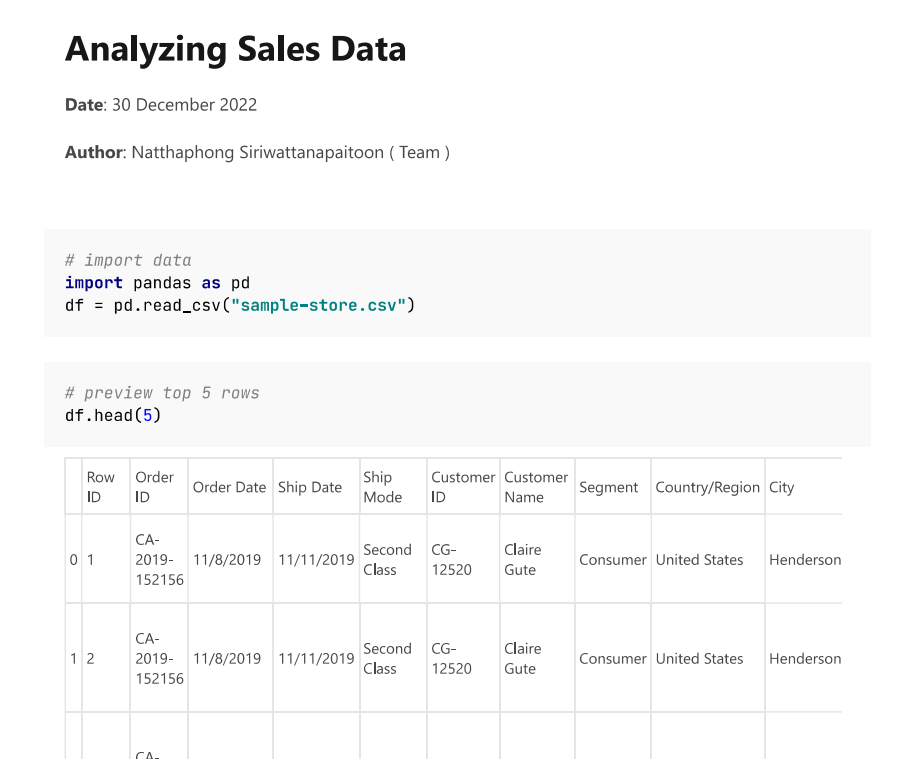 Analyzing Sales Data
Date: 30 December 2022
Author: Natthaphong Siriwattanapaitoon ( Team )
# import data
import pandas as pd
df = pd.read_csv("sample-store.csv")
# preview top 5 rows
df.head(5)
Row ID Order ID Order Date Ship Date Ship Mode Customer ID Customer Name Segment Country/Region City
0 1 CA-2019-152156 11/8/2019 11/11/2019 Second Class CG-12520 Claire Gute Consumer United States Henderson
1 2 CA-2019-152156 11/8/2019 11/11/2019 Second Class CG-12520 Claire Gute Consumer United States Henderson
CA-